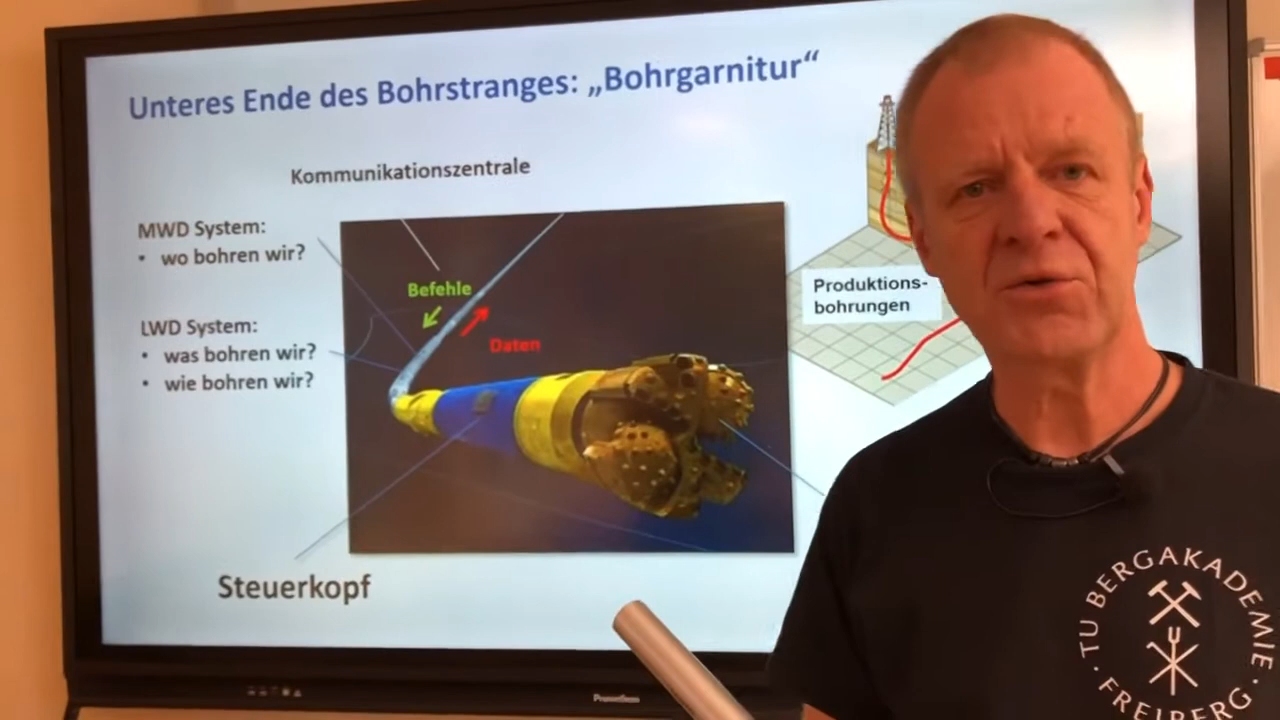 Unteres Ende des Bohrstranges: „Bohrgarnitur“
Kommunikationszentrale
MWD System:
• wo bohren wir?
LWD System:
• was bohren wir?
• wie bohren wir?
Befehle
Daten
Produktions-
bohrungen
Steuerkopf
Promethean
TU BERGAKADEMIE
· FREIBERG ·